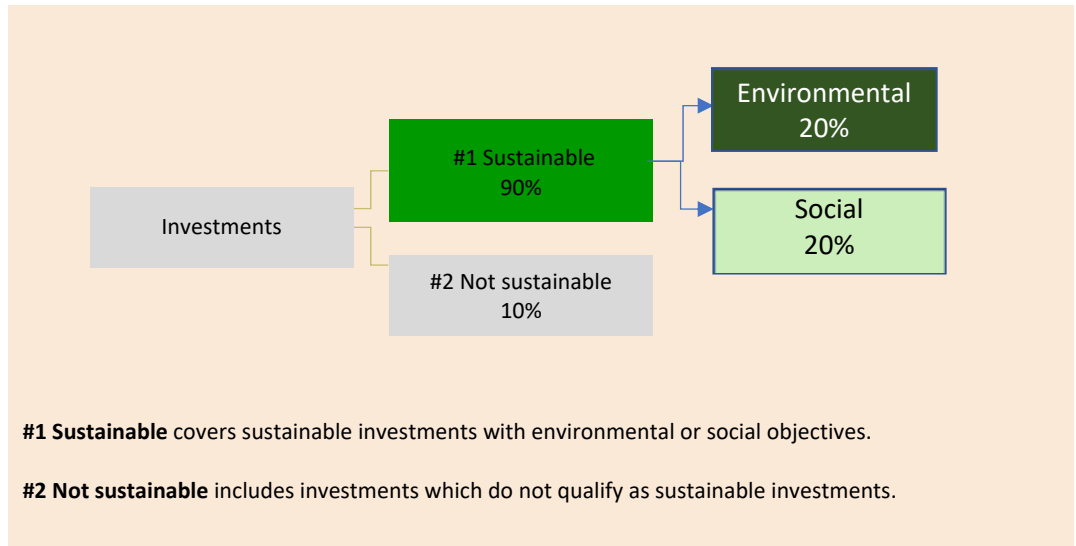 Environmental
20%
#1 Sustainable
90%
Investments
Social
20%
#2 Not sustainable
10%
#1 Sustainable covers sustainable investments with environmental or social objectives.
#2 Not sustainable includes investments which do not qualify as sustainable investments.